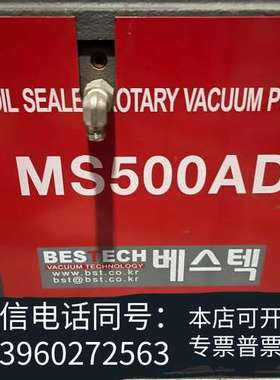 OIL SEALE ROTARY VACUUM P
MS500AD
BESTECH
VACUUM TECHNOLOGY
www.bst.co.kr
bst@bst.co.kr
베스텍
信电话同号：
3960272563
本店可开
专票普票